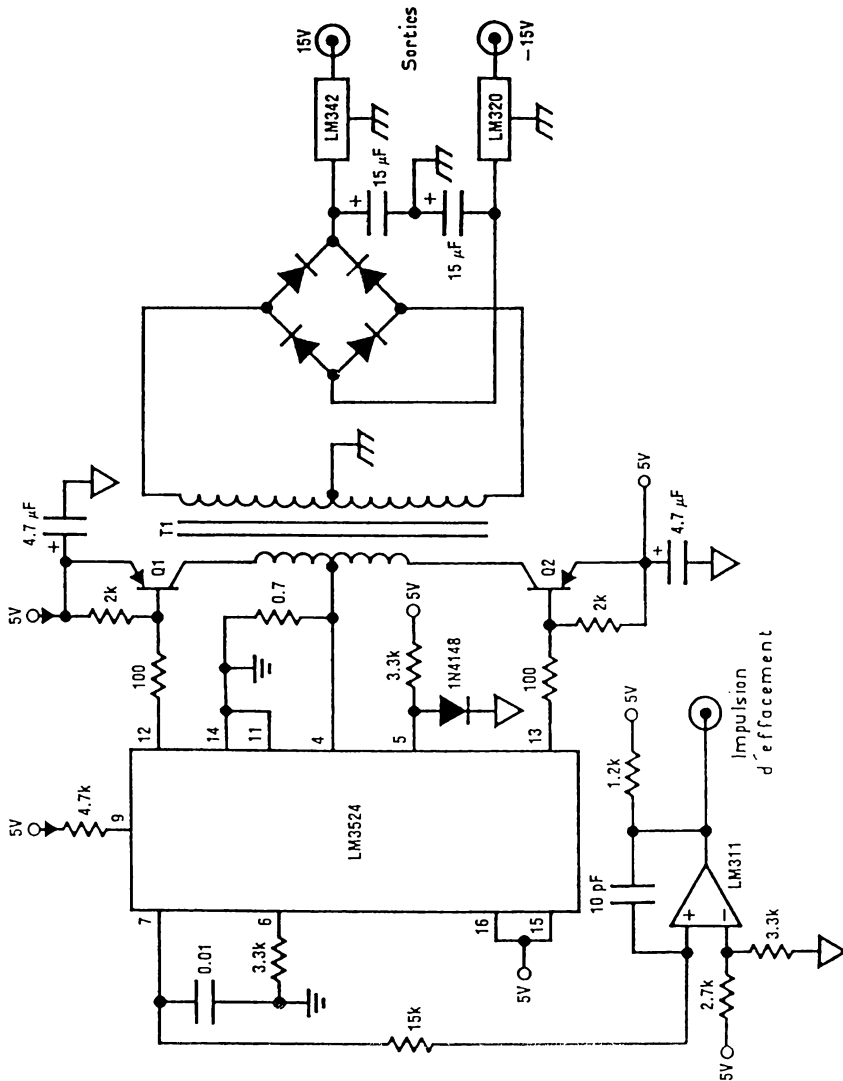 5V
4.7 µF
+
2k
Q1
T1
100
12
5V
4.7k
9
14
11
0.7
4
5V
3.3k
5
1N4148
LM3524
7
6
0.01
3.3k
16
15
5V
13
100
2k
Q2
5V
+
4.7 µF
15V
LM342
+
15 µF
+
15 µF
LM320
−15V
Sorties
15k
10 pF
1.2k
5V
+
−
LM311
2.7k
5V
3.3k
Impulsion
d'effacement